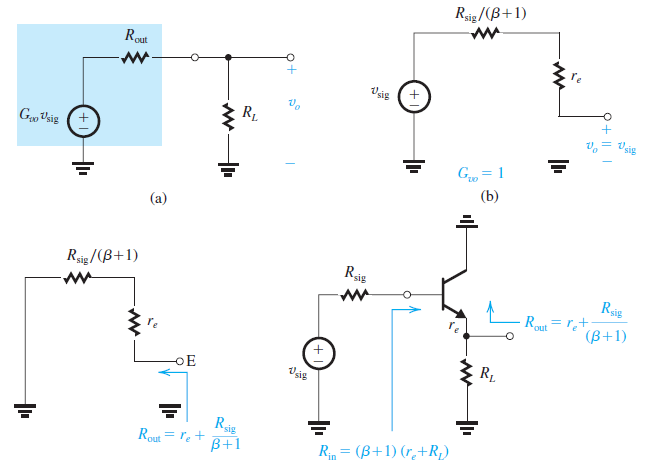 R_out
G_vo v_sig
+
−
R_L
+
v_o
−
(a)
R_sig/(β+1)
v_sig
+
−
r_e
+
v_o = v_sig
−
G_vo = 1
(b)
R_sig/(β+1)
r_e
E
R_out = r_e + R_sig/β+1
R_sig
v_sig
+
−
r_e
R_L
R_out = r_e + R_sig/(β+1)
R_in = (β+1) (r_e+R_L)